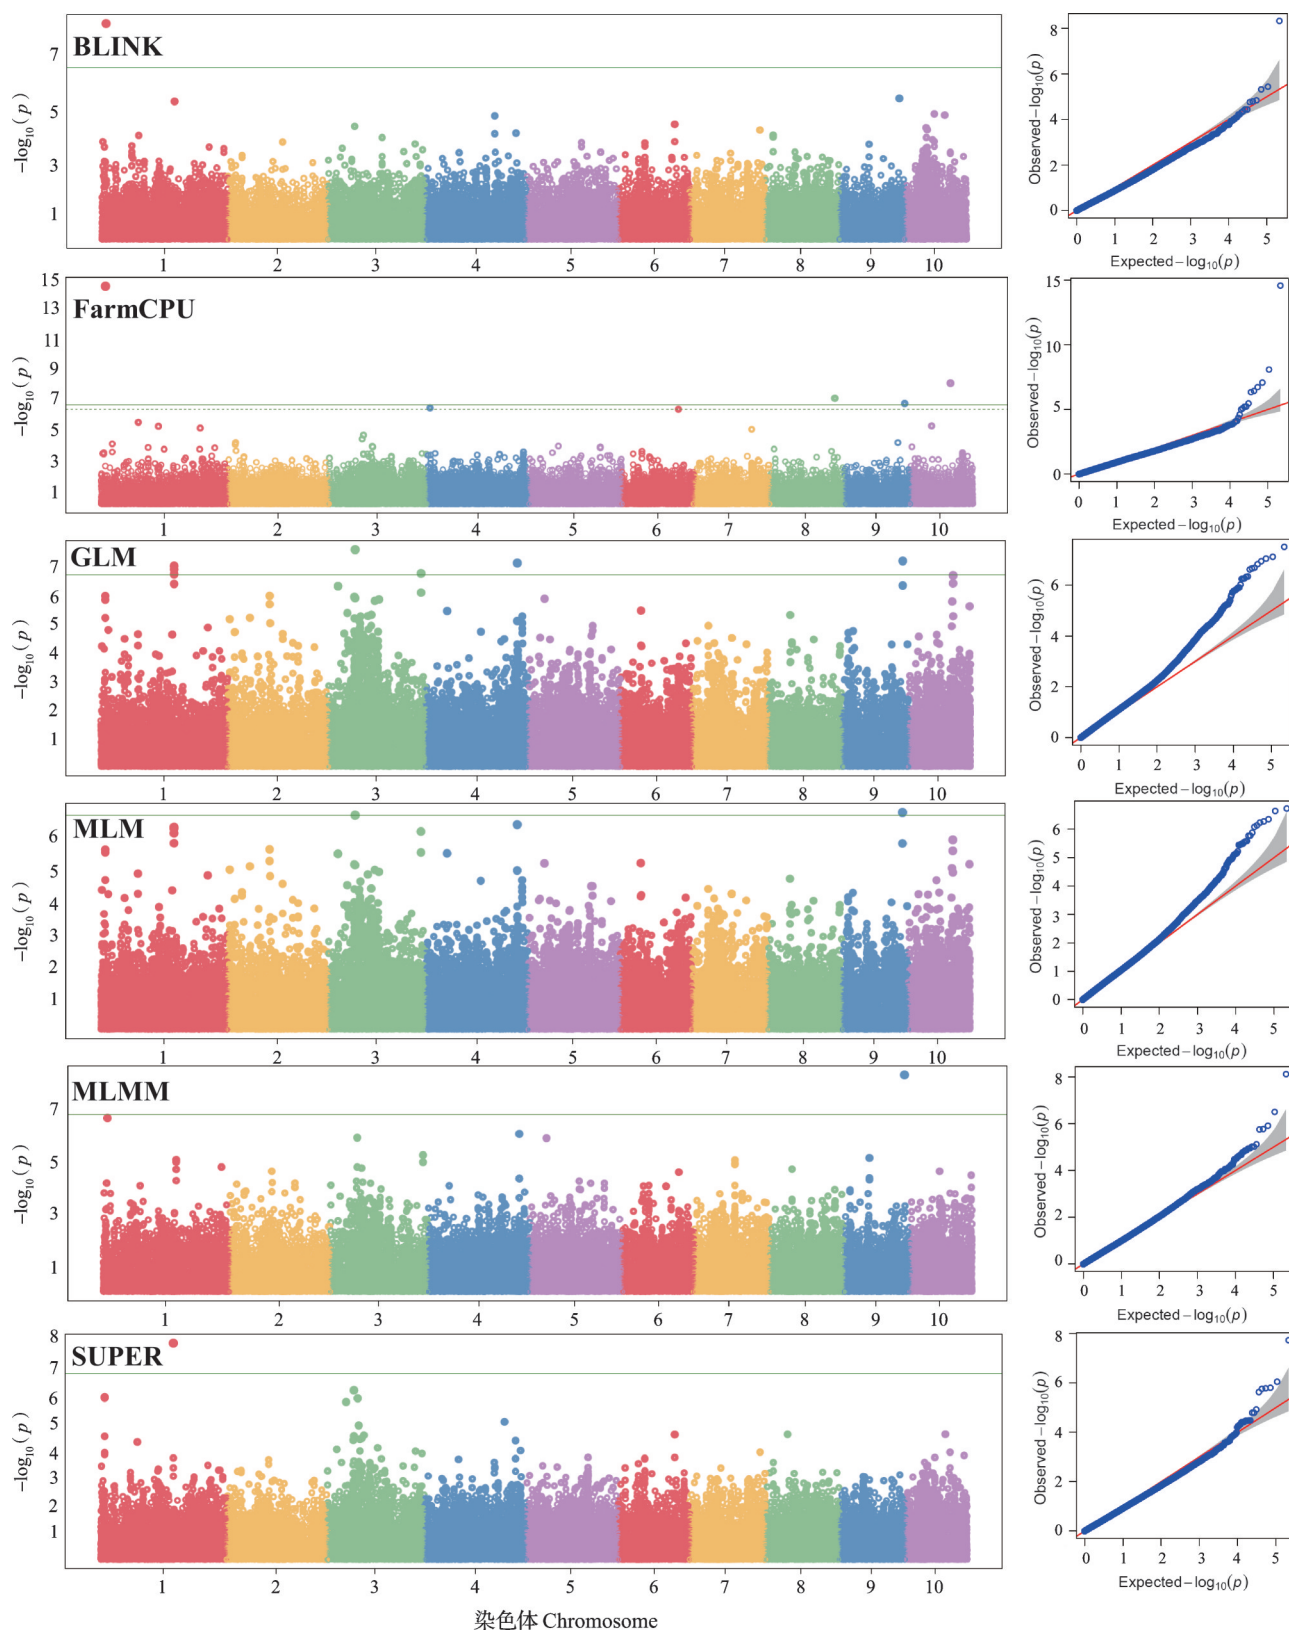 BLINK
7
5
3
1
−log₁₀(p)
1 2 3 4 5 6 7 8 9 10
8
6
4
2
0
Observed−log₁₀(p)
0 1 2 3 4 5
Expected−log₁₀(p)
FarmCPU
15
13
11
9
7
5
3
1
−log₁₀(p)
1 2 3 4 5 6 7 8 9 10
15
10
5
0
Observed−log₁₀(p)
0 1 2 3 4 5
Expected−log₁₀(p)
GLM
7
6
5
4
3
2
1
−log₁₀(p)
1 2 3 4 5 6 7 8 9 10
6
4
2
0
Observed−log₁₀(p)
0 1 2 3 4 5
Expected−log₁₀(p)
MLM
6
5
4
3
2
1
−log₁₀(p)
1 2 3 4 5 6 7 8 9 10
6
5
4
3
2
1
0
Observed−log₁₀(p)
0 1 2 3 4 5
Expected−log₁₀(p)
MLMM
7
5
3
1
−log₁₀(p)
1 2 3 4 5 6 7 8 9 10
8
6
4
2
0
Observed−log₁₀(p)
0 1 2 3 4 5
Expected−log₁₀(p)
SUPER
8
7
6
5
4
3
2
1
−log₁₀(p)
1 2 3 4 5 6 7 8 9 10
8
6
4
2
0
Observed−log₁₀(p)
0 1 2 3 4 5
Expected−log₁₀(p)
染色体 Chromosome